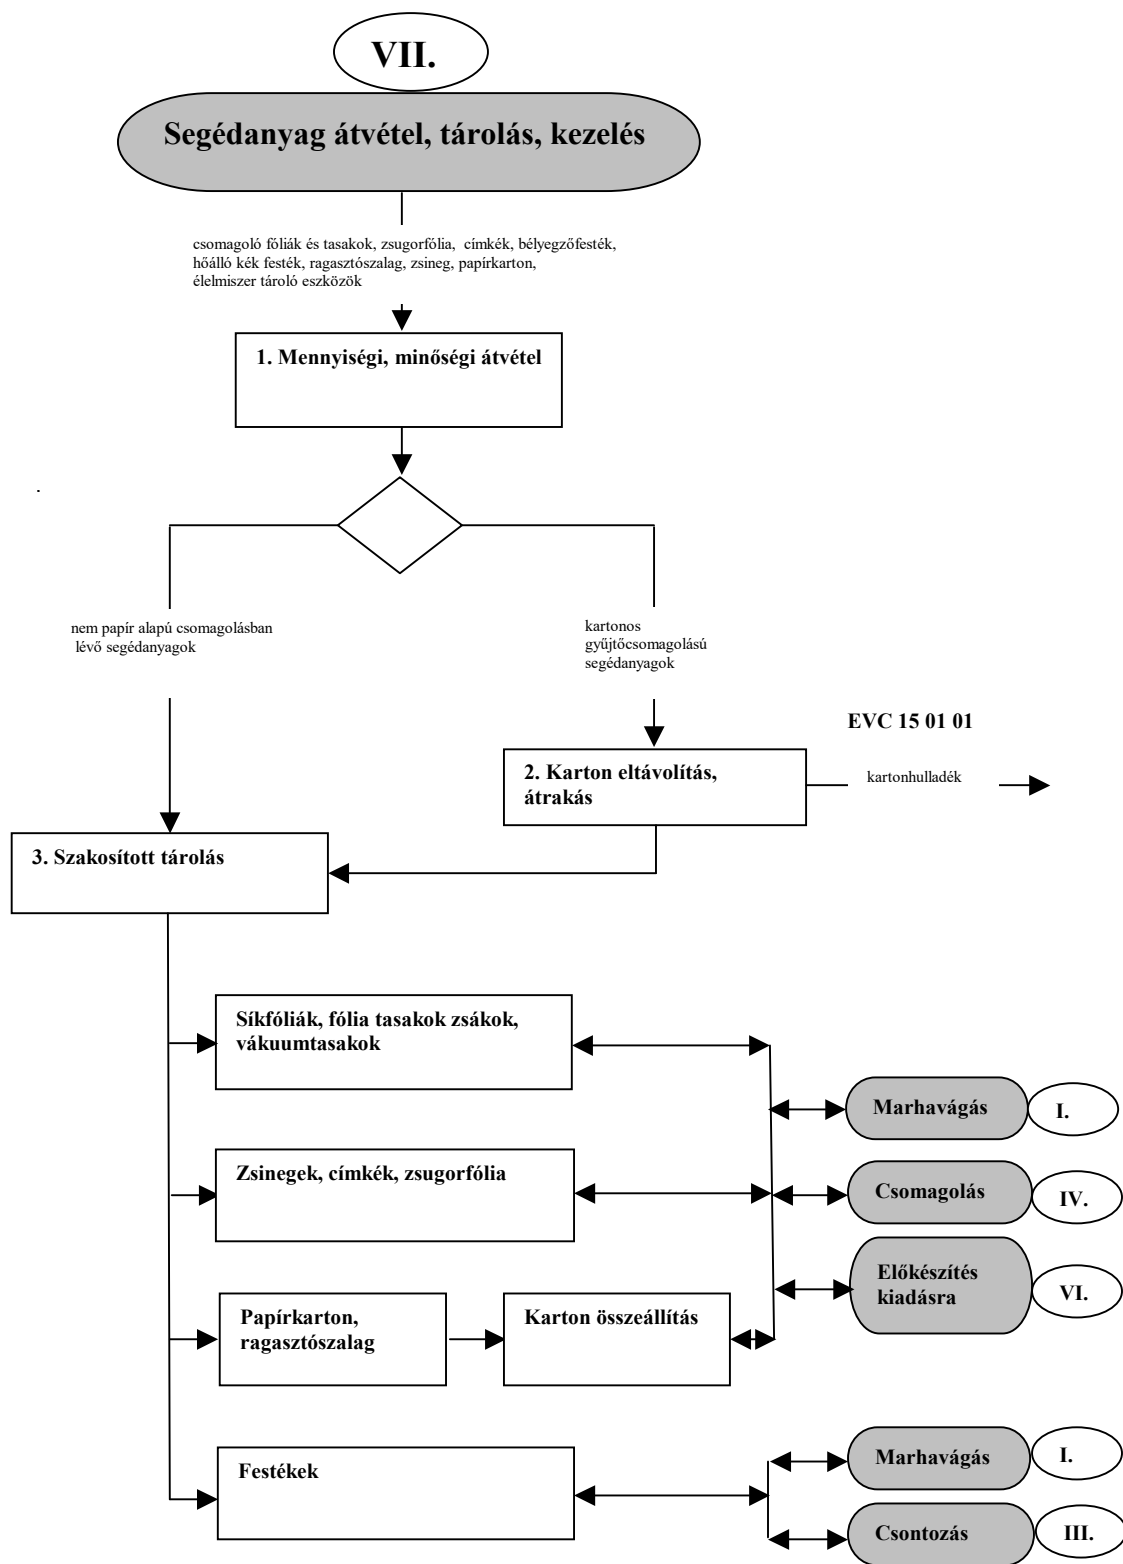 VII.
Segédanyag átvétel, tárolás, kezelés
csomagoló fóliák és tasakok, zsugorfólia, címkék, bélyegzőfesték,
hőálló kék festék, ragasztószalag, zsineg, papírkarton,
élelmiszer tároló eszközök
1. Mennyiségi, minőségi átvétel
.
nem papír alapú csomagolásban
lévő segédanyagok
kartonos
gyűjtőcsomagolású
segédanyagok
EVC 15 01 01
2. Karton eltávolítás,
átrakás
kartonhulladék
3. Szakosított tárolás
Síkfóliák, fólia tasakok zsákok,
vákuumtasakok
Marhavágás
I.
Zsinegek, címkék, zsugorfólia
Csomagolás
IV.
Előkészítés
kiadásra
VI.
Papírkarton,
ragasztószalag
Karton összeállítás
Festékek
Marhavágás
I.
Csontozás
III.